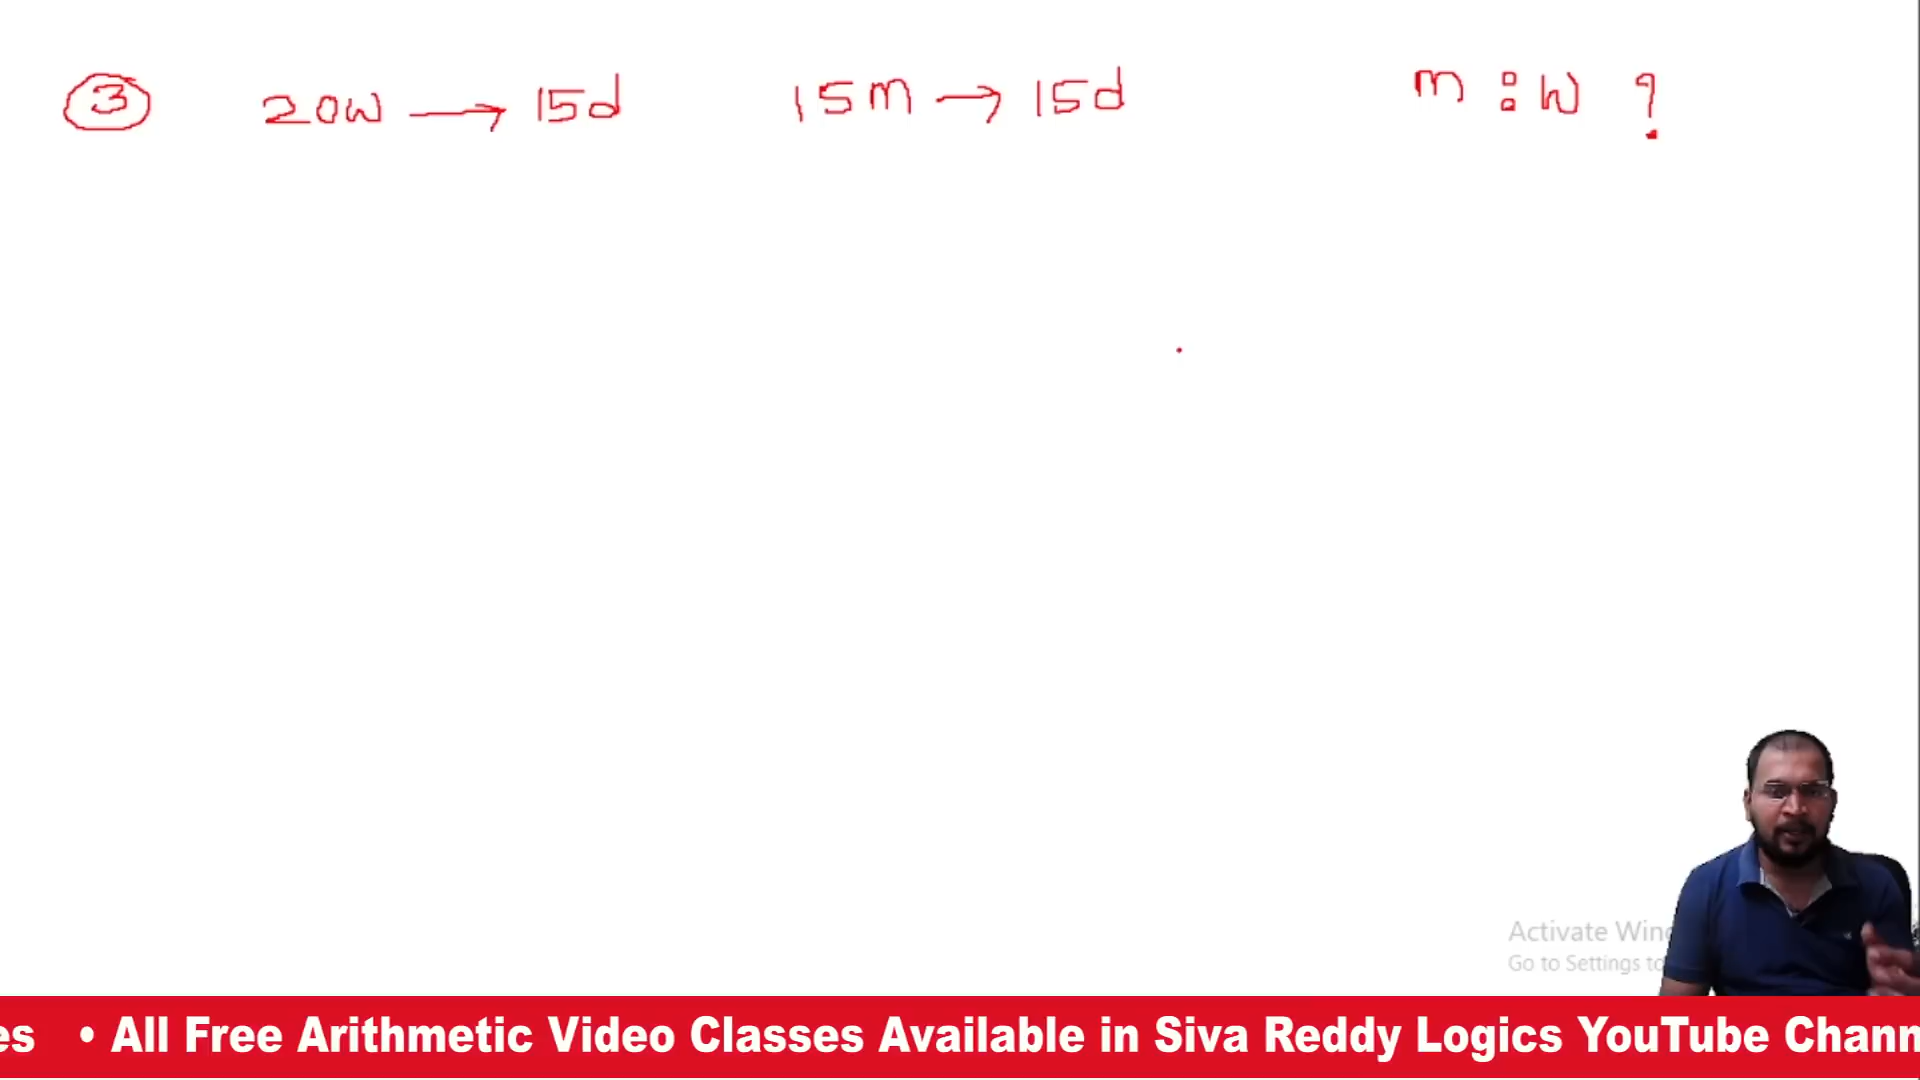 3 20w → 15d 15m → 15d m : w ?
Activate Win
Go to Settings to
es • All Free Arithmetic Video Classes Available in Siva Reddy Logics YouTube Chann